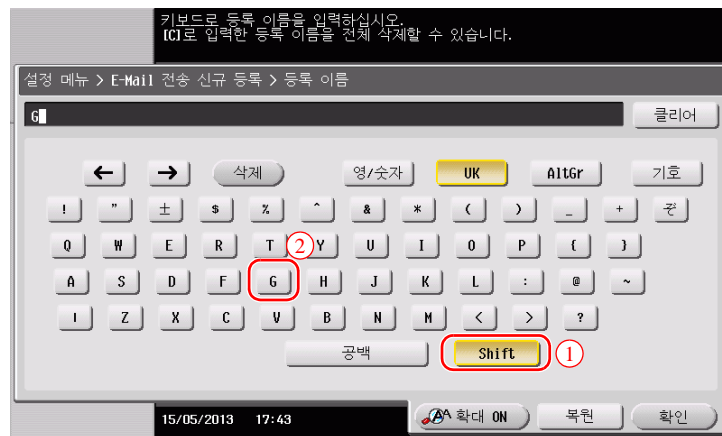 키보드로 등록 이름을 입력하십시오.
[C]로 입력한 등록 이름을 전체 삭제할 수 있습니다.
설정 메뉴 > E-Mail 전송 신규 등록 > 등록 이름
G 클리어
← → 삭제 영/숫자 UK AltGr 기호
! " ± $ % ^ & * ( ) _ + 즏
Q W E R T ② Y U I O P { }
A S D F G H J K L : @ ~
| Z X C V B N M < > ?
공백 Shift ①
15/05/2013 17:43 확대 ON 복원 확인